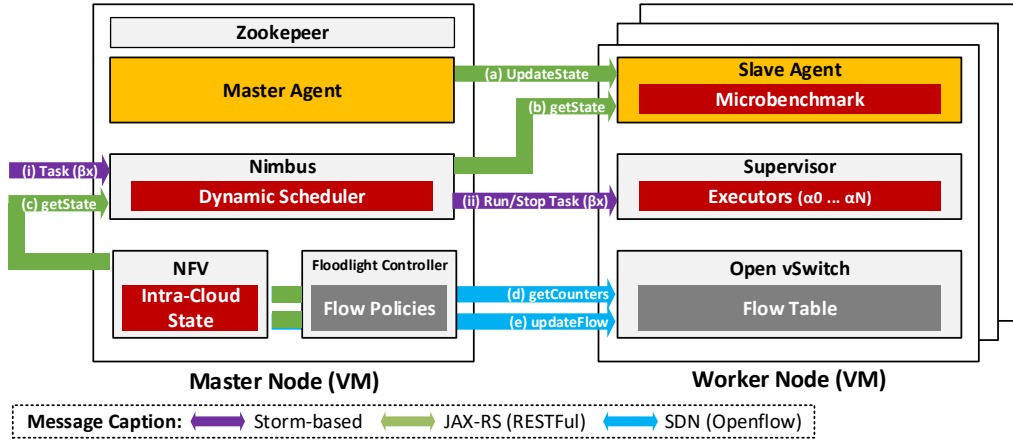 Zookepeer
Master Agent
(a) UpdateState
Slave Agent
Microbenchmark
(b) getState
(i) Task (βx)
Nimbus
Dynamic Scheduler
(c) getState
(ii) Run/Stop Task (βx)
Supervisor
Executors (α0 ... αN)
NFV
Intra-Cloud
State
Floodlight Controller
Flow Policies
(d) getCounters
(e) updateFlow
Open vSwitch
Flow Table
Master Node (VM)
Worker Node (VM)
Message Caption: Storm-based JAX-RS (RESTFul) SDN (Openflow)